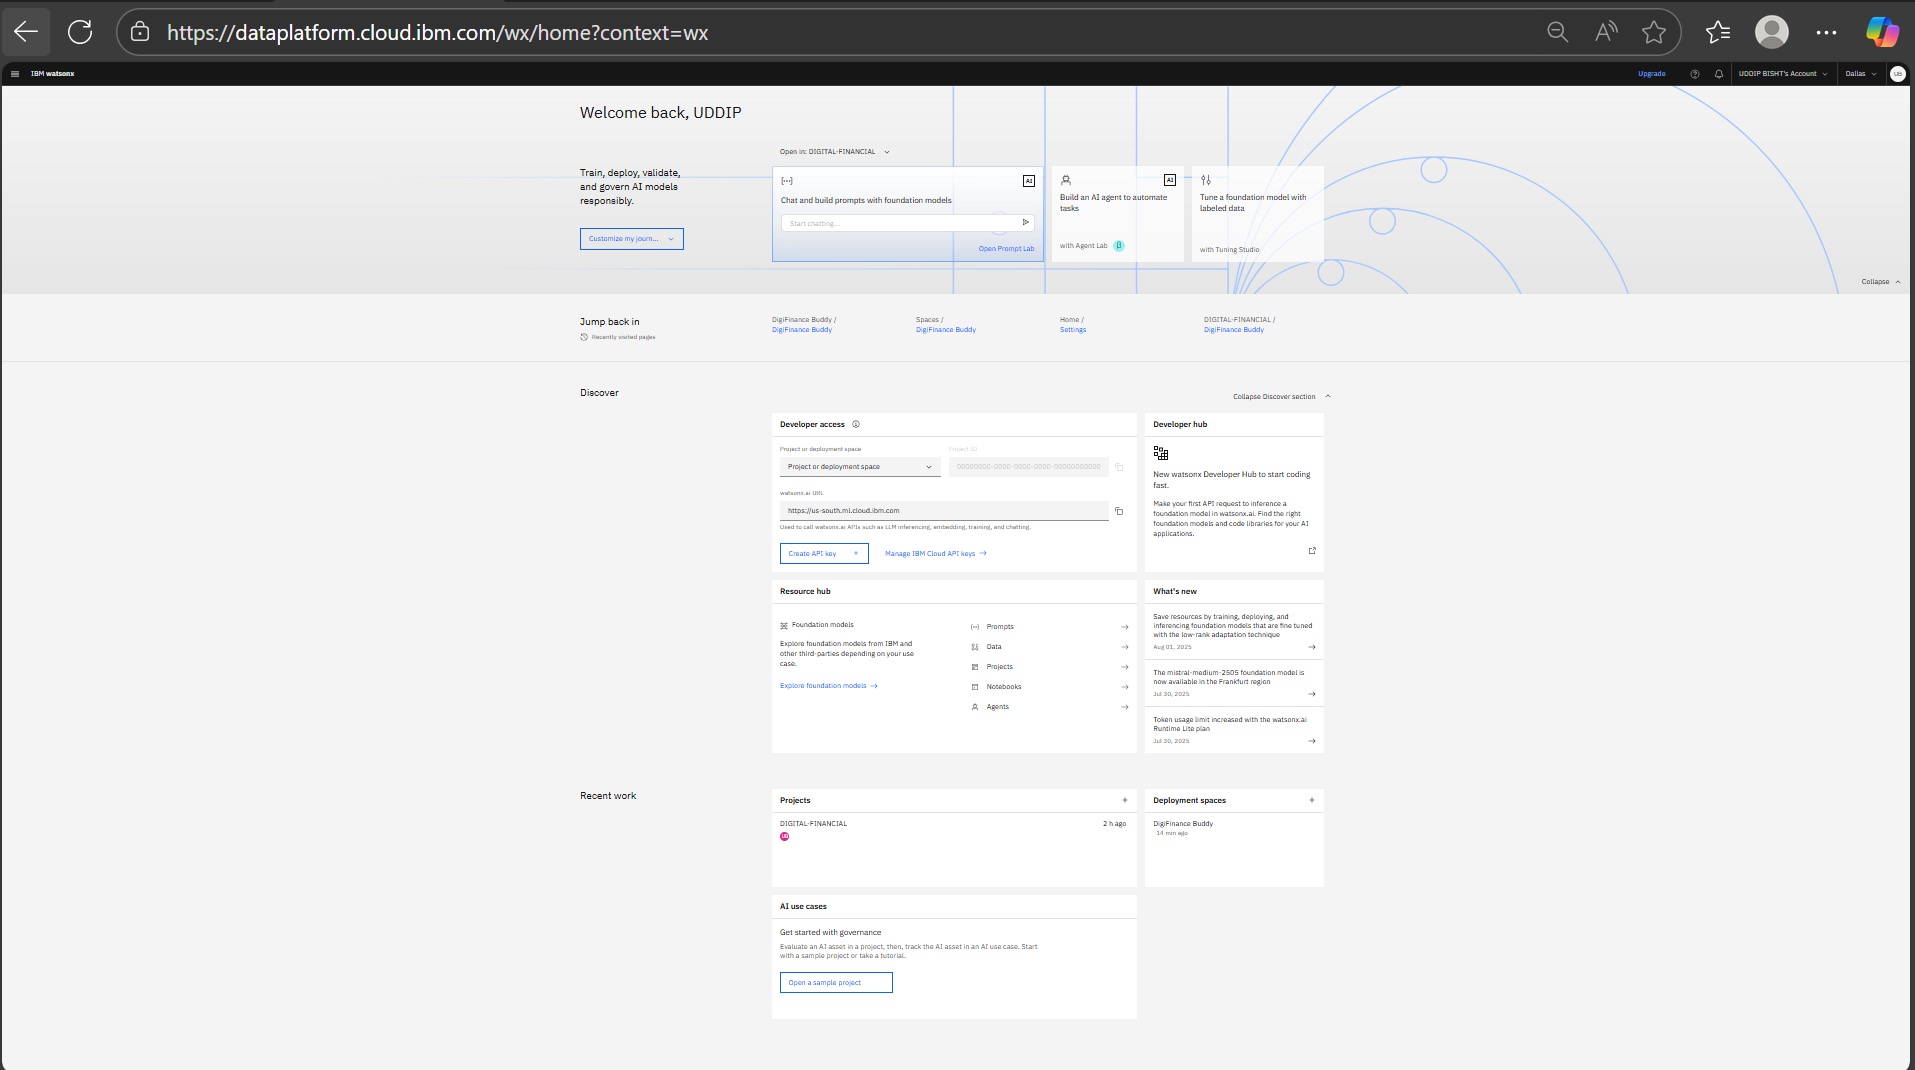 https://dataplatform.cloud.ibm.com/wx/home?context=wx
IBM watsonx
Upgrade
UDDIP BISHT's Account
Dallas
UB
Welcome back, UDDIP
Open in: DIGITAL-FINANCIAL
Train, deploy, validate,
and govern AI models
responsibly.
Customize my journ...
AI
Chat and build prompts with foundation models
Start chatting...
Open Prompt Lab
AI
Build an AI agent to automate
tasks
with Agent Lab
β
Tune a foundation model with
labeled data
with Tuning Studio
Collapse
Jump back in
Recently visited pages
DigiFinance Buddy /
DigiFinance Buddy
Spaces /
DigiFinance Buddy
Home /
Settings
DIGITAL-FINANCIAL /
DigiFinance Buddy
Discover
Collapse Discover section
Developer access
Project or deployment space
Project or deployment space
Project ID
00000000-0000-0000-0000-00000000000
watsonx.ai URL
https://us-south.ml.cloud.ibm.com
Used to call watsonx.ai APIs such as LLM inferencing, embedding, training, and chatting.
Create API key +
Manage IBM Cloud API keys
Developer hub
New watsonx Developer Hub to start coding
fast.
Make your first API request to inference a
foundation model in watsonx.ai. Find the right
foundation models and code libraries for your AI
applications.
Resource hub
Foundation models
Explore foundation models from IBM and
other third-parties depending on your use
case.
Explore foundation models
Prompts
Data
Projects
Notebooks
Agents
What's new
Save resources by training, deploying, and
inferencing foundation models that are fine tuned
with the low-rank adaptation technique
Aug 01, 2025
The mistral-medium-2505 foundation model is
now available in the Frankfurt region
Jul 30, 2025
Token usage limit increased with the watsonx.ai
Runtime Lite plan
Jul 30, 2025
Recent work
Projects
DIGITAL-FINANCIAL
2 h ago
UB
Deployment spaces
DigiFinance Buddy
14 min ago
AI use cases
Get started with governance
Evaluate an AI asset in a project, then, track the AI asset in an AI use case. Start
with a sample project or take a tutorial.
Open a sample project